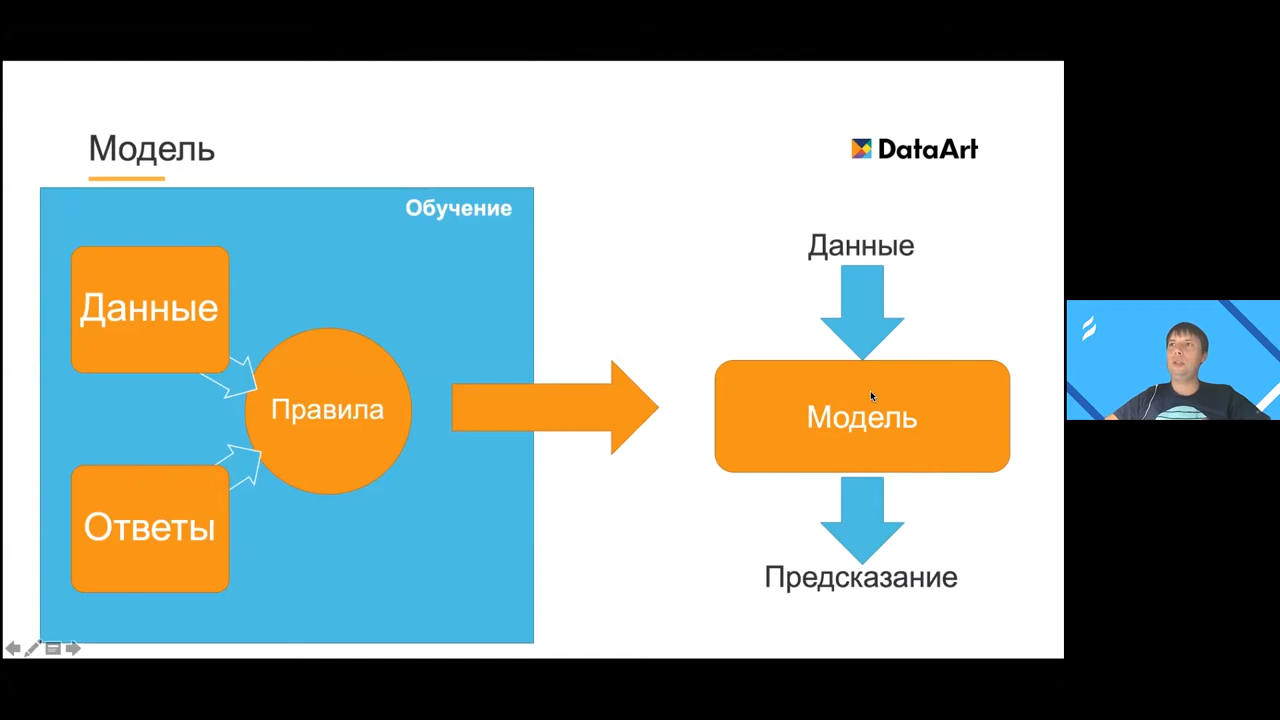 Модель
DataArt
Обучение
Данные
Ответы
Правила
Данные
Модель
Предсказание